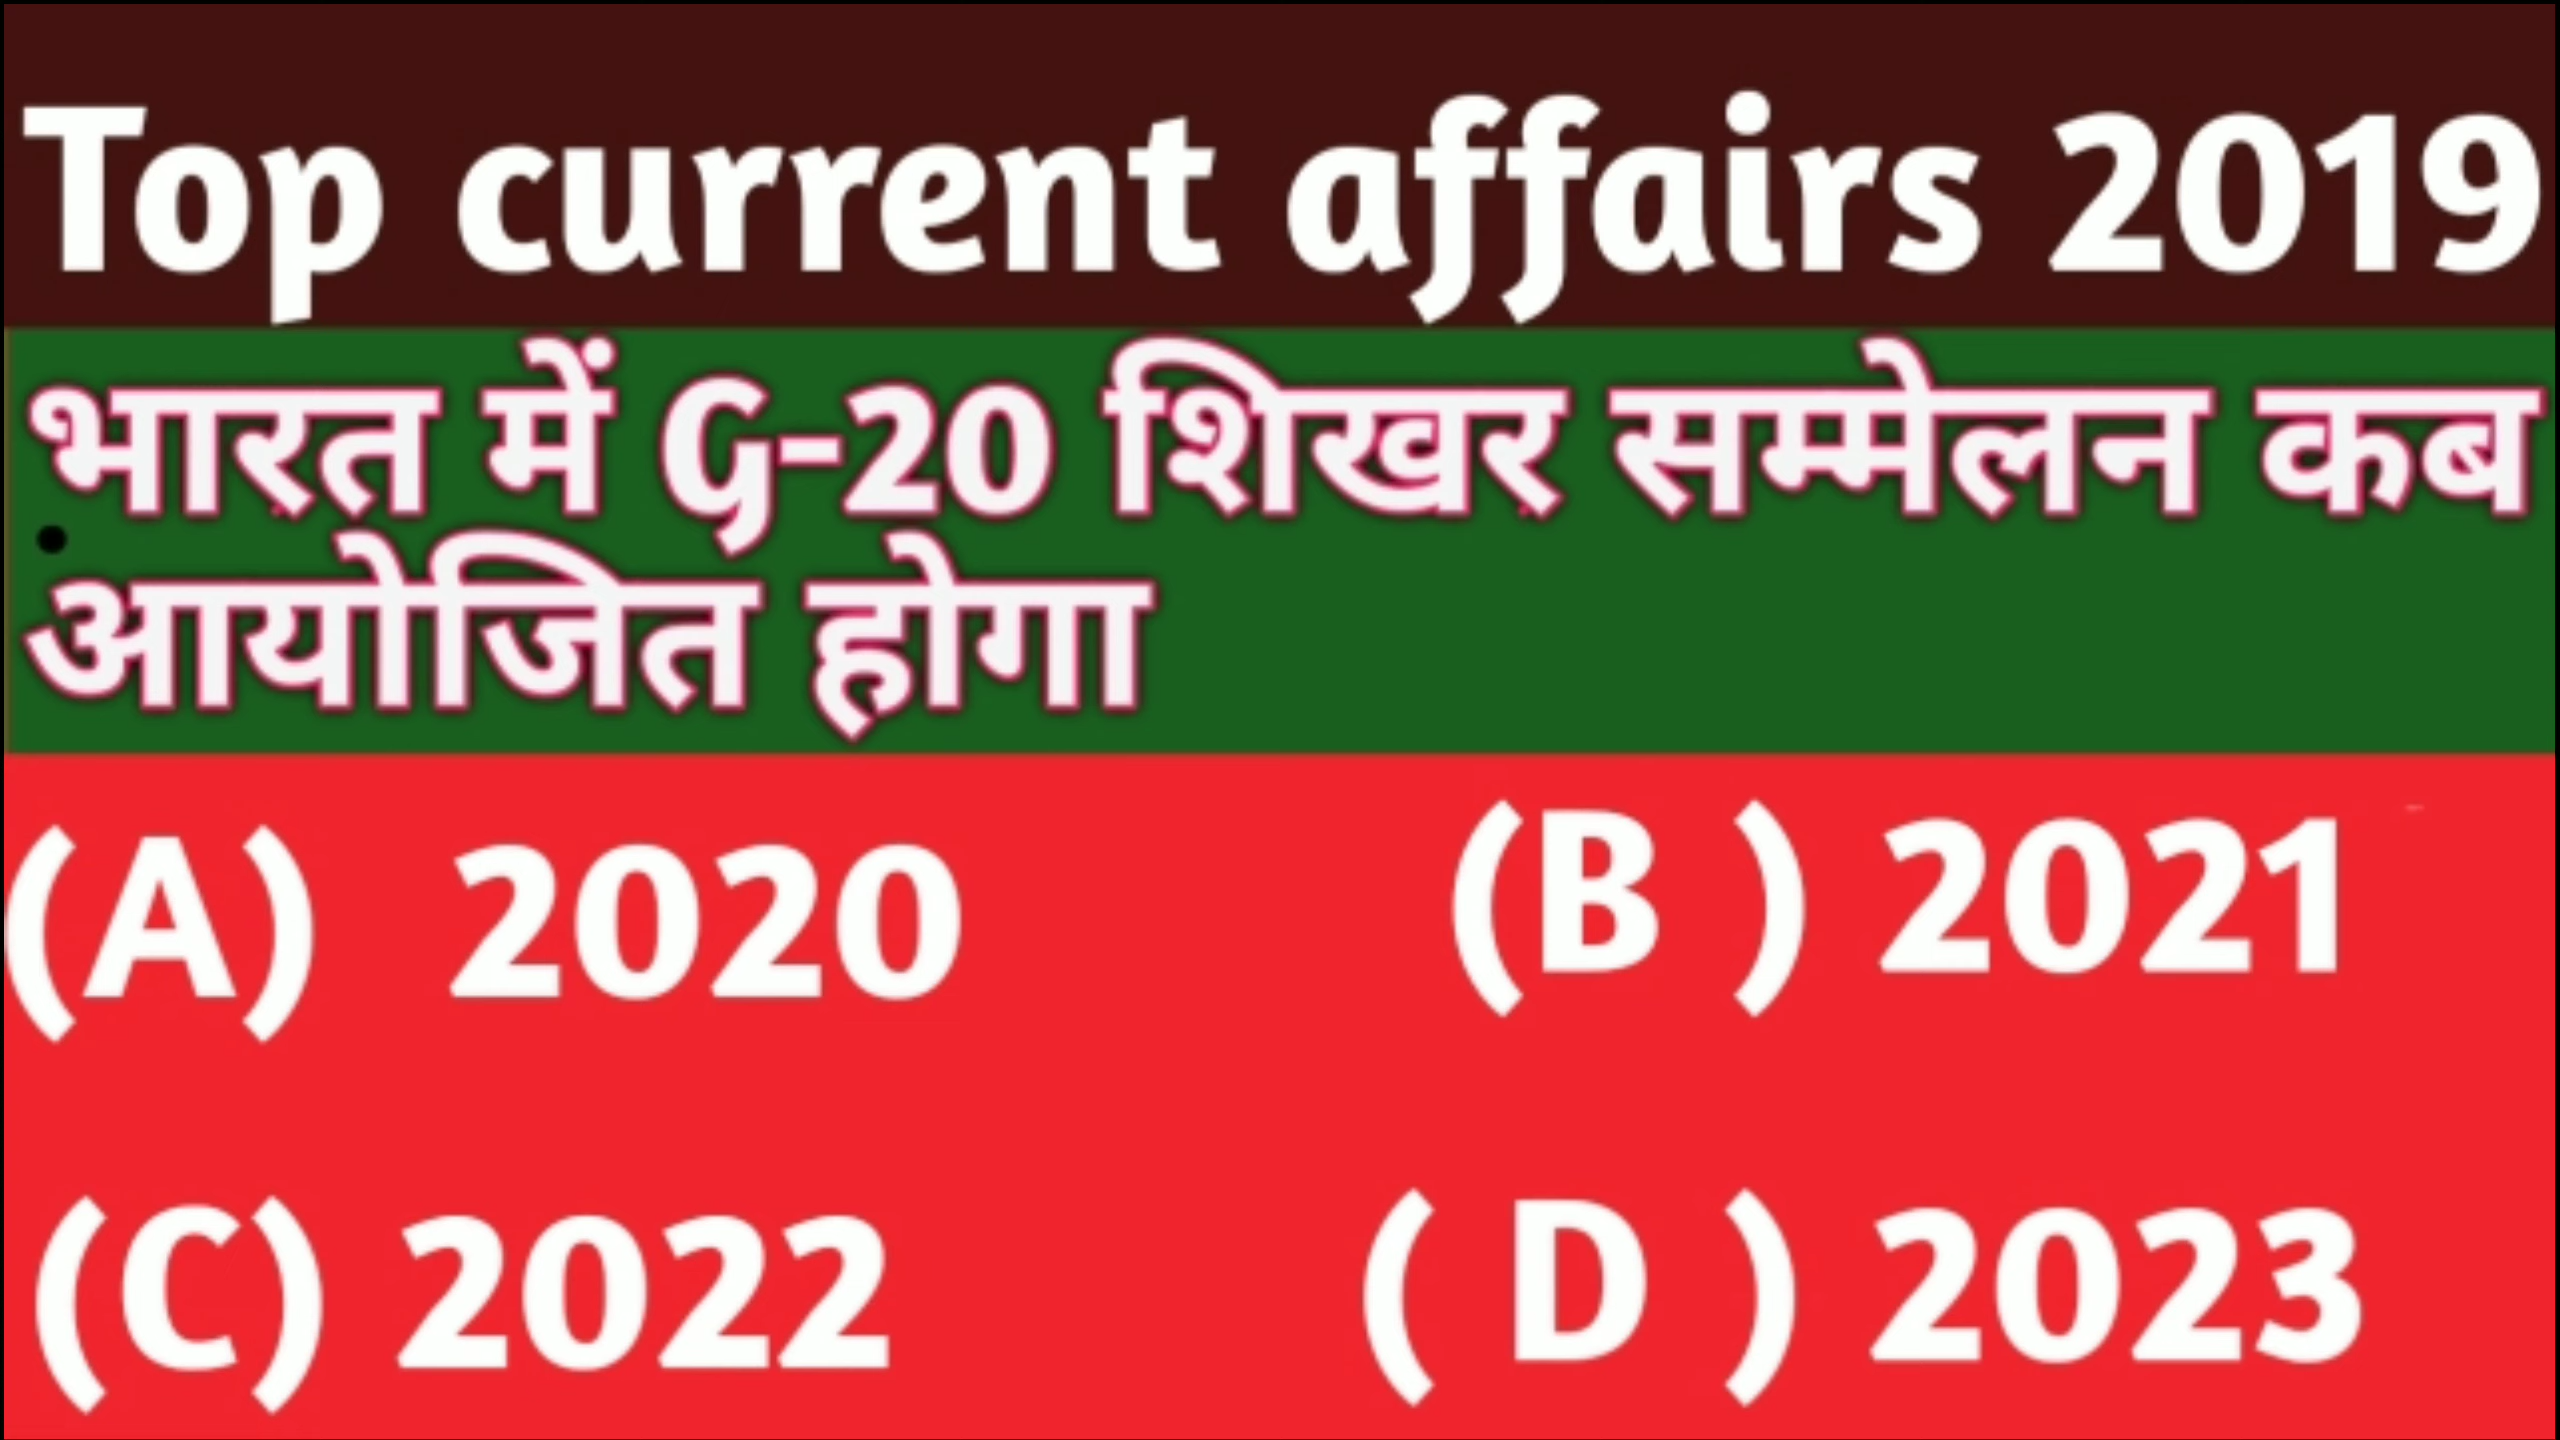 Top current affairs 2019
भारत में G-20 शिखर सम्मेलन कब
आयोजित होगा
(A) 2020 (B ) 2021
(C) 2022 ( D ) 2023